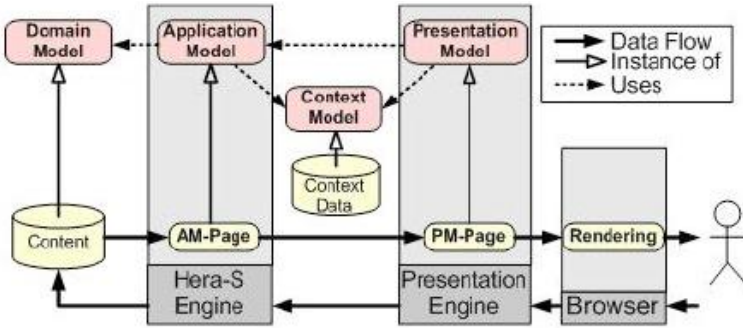 Domain
Model
Application
Model
Presentation
Model
Data Flow
Instance of
Uses
Context
Model
Context
Data
Content
AM-Page
PM-Page
Rendering
Hera-S
Engine
Presentation
Engine
Browser